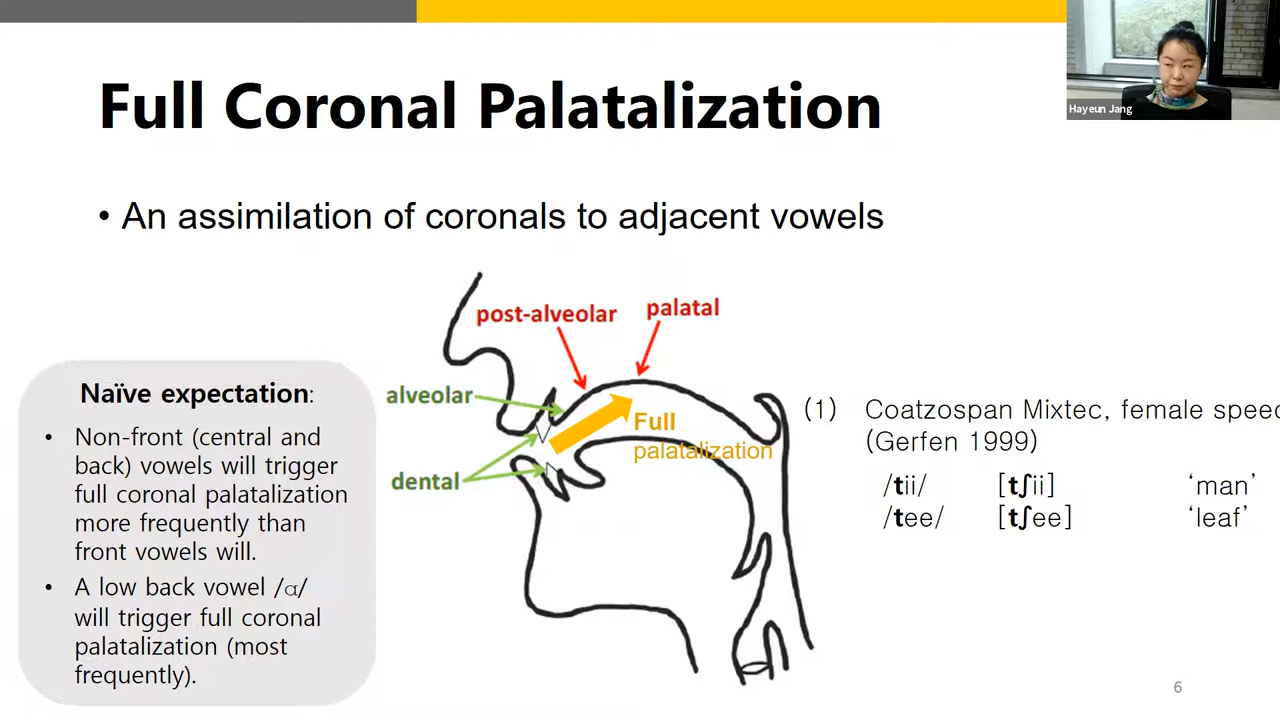 Full Coronal Palatalization
Hayeun Jang
• An assimilation of coronals to adjacent vowels
Naïve expectation:
• Non-front (central and
back) vowels will trigger
full coronal palatalization
more frequently than
front vowels will.
• A low back vowel /ɑ/
will trigger full coronal
palatalization (most
frequently).
post-alveolar
palatal
alveolar
dental
Full
palatalization
(1) Coatzospan Mixtec, female speec
(Gerfen 1999)
/tii/ [tʃii] ‘man’
/tee/ [tʃee] ‘leaf’
6